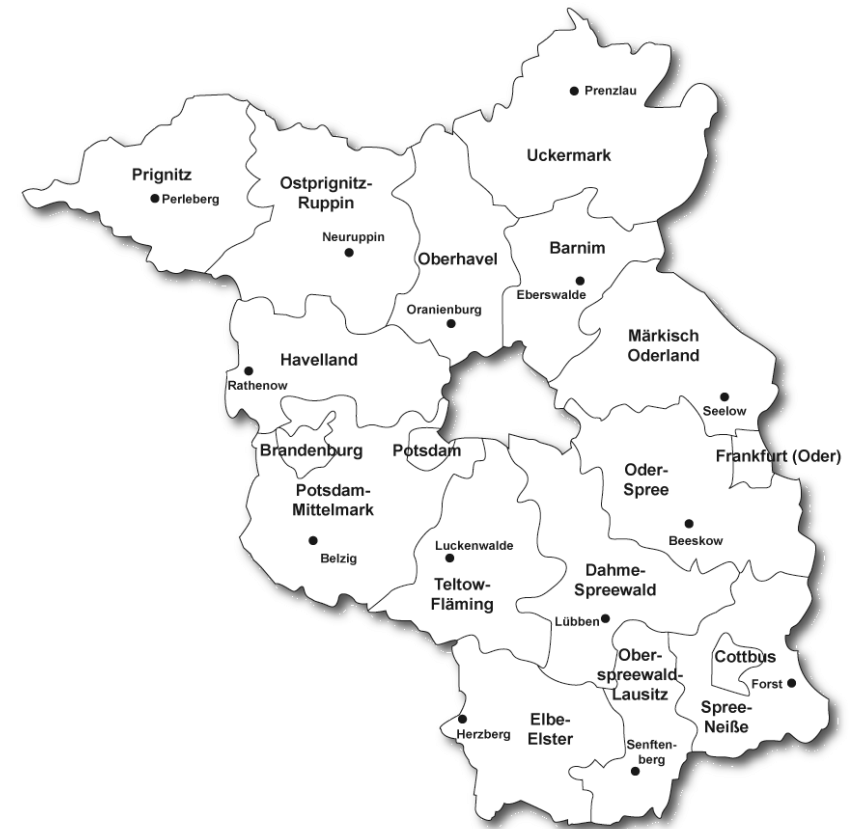 Prenzlau
Uckermark
Prignitz
Perleberg
Ostprignitz-
Ruppin
Neuruppin
Oberhavel
Oranienburg
Barnim
Eberswalde
Märkisch
Oderland
Seelow
Havelland
Rathenow
Brandenburg
Potsdam
Frankfurt (Oder)
Oder-
Spree
Beeskow
Potsdam-
Mittelmark
Belzig
Luckenwalde
Teltow-
Fläming
Dahme-
Spreewald
Lübben
Ober-
spreewald-
Lausitz
Cottbus
Forst
Spree-
Neiße
Elbe-
Elster
Herzberg
Senften-
berg